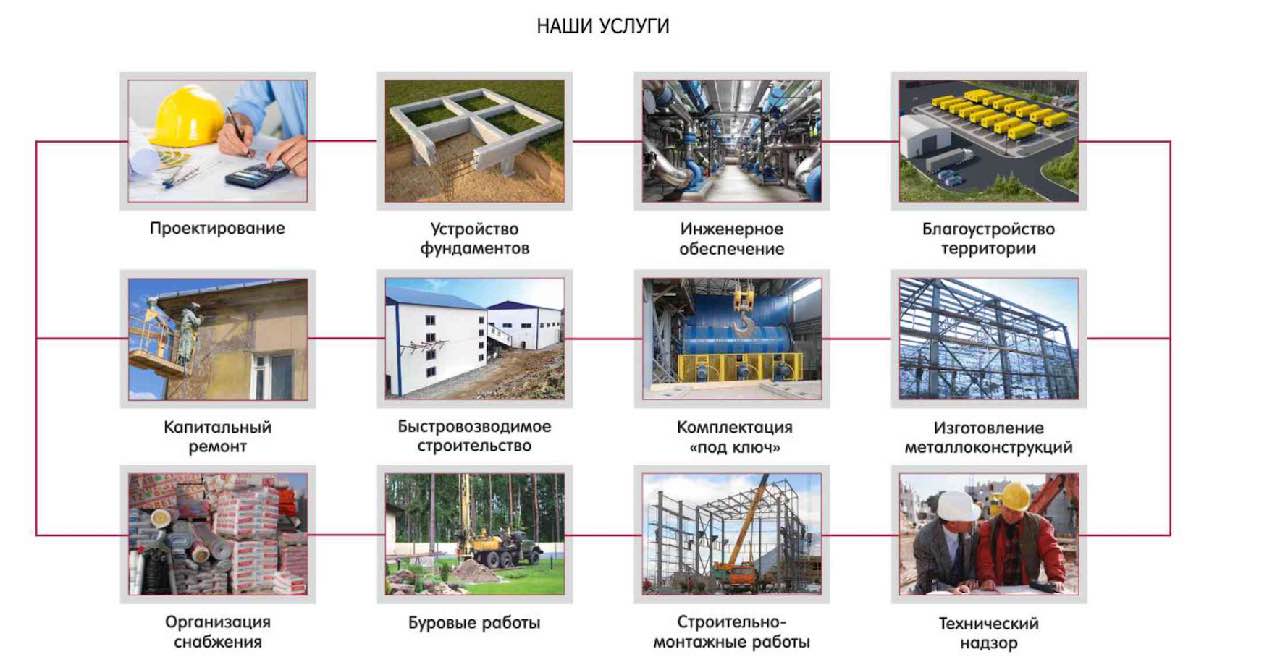 НАШИ УСЛУГИ
Проектирование
Устройство
фундаментов
Инженерное
обеспечение
Благоустройство
территории
Капитальный
ремонт
Быстровозводимое
строительство
Комплектация
«под ключ»
Изготовление
металлоконструкций
Организация
снабжения
Буровые работы
Строительно-
монтажные работы
Технический
надзор